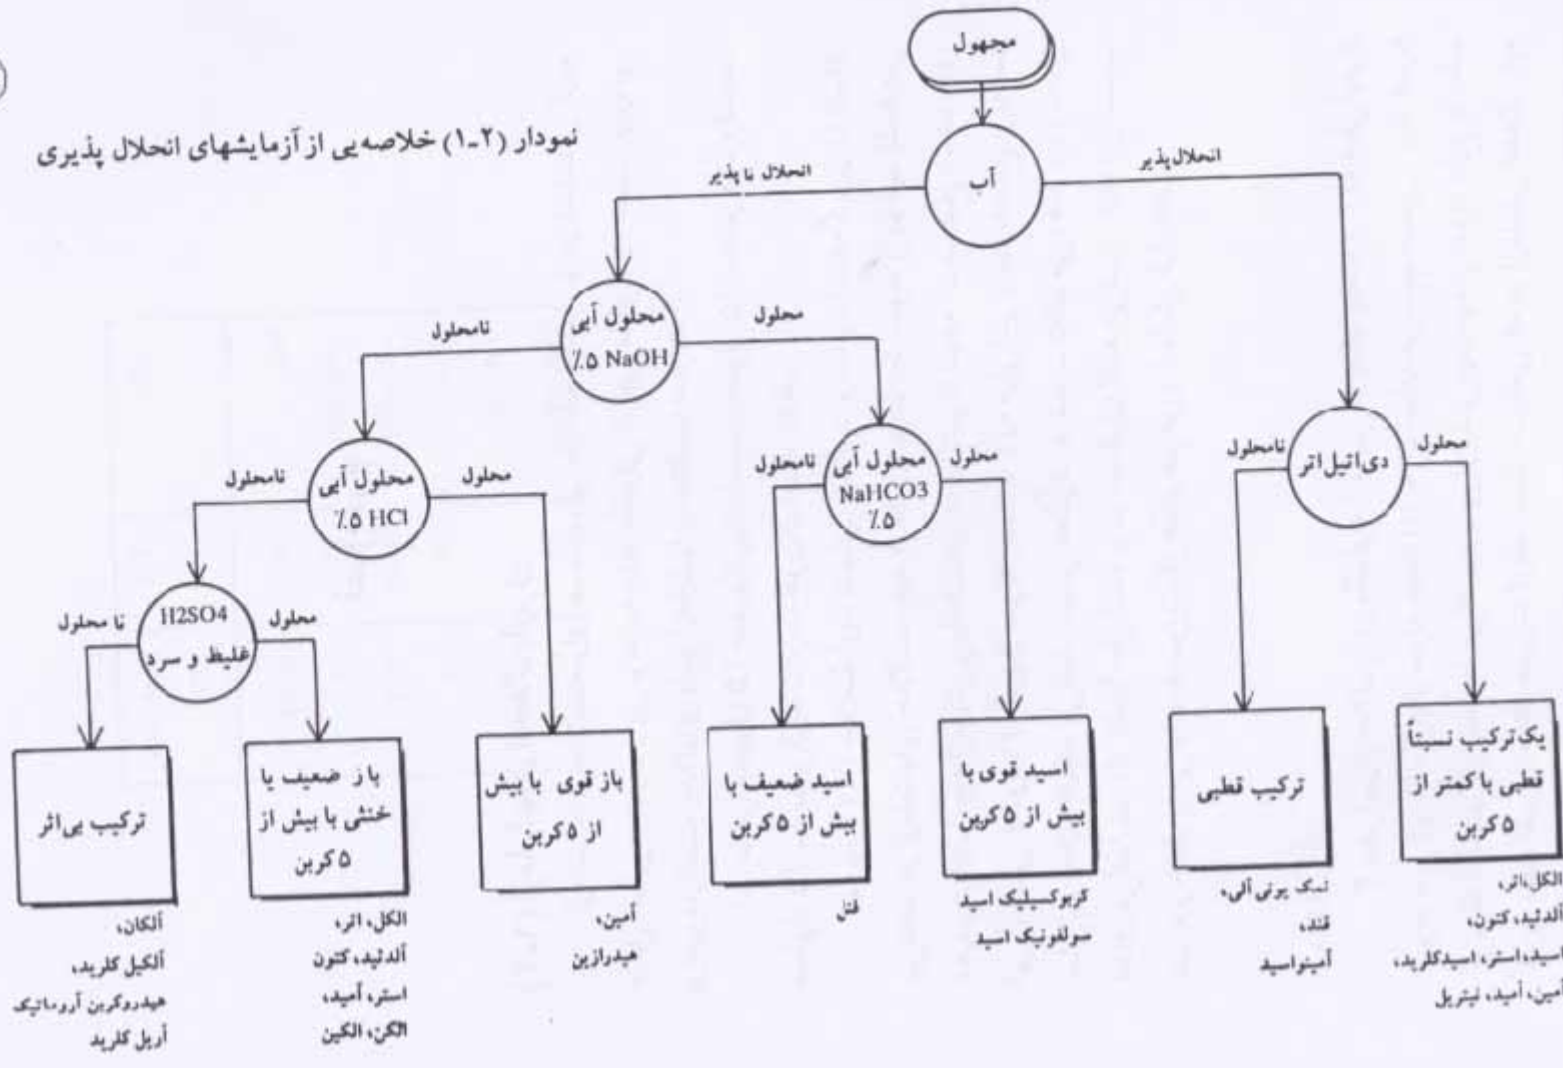 مجهول
نمودار (۲-۱) خلاصه‌یی از آزمایشهای انحلال پذیری
آب
انحلال‌پذیر
انحلال ناپذیر
محلول آبی
٪۵ NaOH
محلول
نامحلول
دی‌اتیل‌اتر
محلول
نامحلول
محلول آبی
NaHCO3
٪۵
محلول
نامحلول
محلول آبی
٪۵ HCl
محلول
نامحلول
H2SO4
غلیظ و سرد
محلول
نا محلول
یک ترکیب نسبتاً
قطبی با کمتر از
۵ کربن
الکل، اتر،
آلدئید، کتون،
اسید، استر، اسیدکلرید،
آمین، آمید، نیتریل
ترکیب قطبی
نمک یونی آلی،
قند،
آمینواسید
اسید قوی با
بیش از ۵ کربن
کربوکسیلیک اسید
سولفونیک اسید
اسید ضعیف با
بیش از ۵ کربن
فنل
باز قوی با بیش
از ۵ کربن
آمین،
هیدرازین
باز ضعیف یا
خنثی با بیش از
۵ کربن
الکل، اتر،
آلدئید، کتون
استر، آمید،
الکن، الکین
ترکیب بی‌اثر
آلکان،
آلکیل کلرید،
هیدروکربن آروماتیک
آریل کلرید